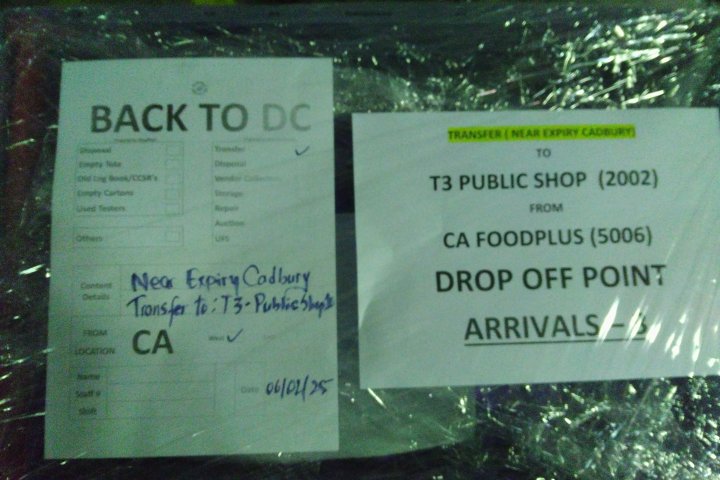 BACK TO DC
Disposal
Empty Tote
Old Log Book/CCSR's
Empty Cartons
Used Testers
Others
Transfer ✓
Disposal
Vendor Collection
Storage
Repair
Auction
Content Details
Near Expiry Cadbury
Transfer to: T3-Public Shop
FROM LOCATION
CA
West ✓
Name
Staff #
Shift
Date 06/02/25
TRANSFER ( NEAR EXPIRY CADBURY)
TO
T3 PUBLIC SHOP (2002)
FROM
CA FOODPLUS (5006)
DROP OFF POINT
ARRIVALS – 3